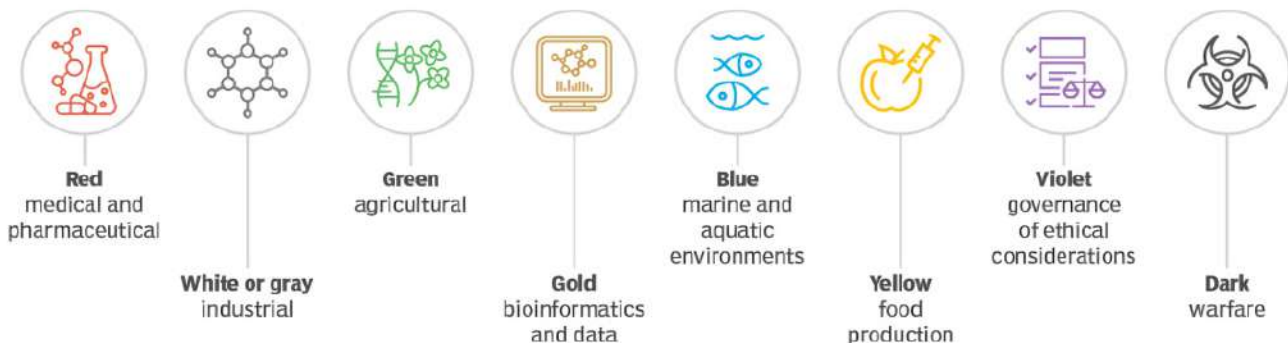 Red
medical and
pharmaceutical
White or gray
industrial
Green
agricultural
Gold
bioinformatics
and data
Blue
marine and
aquatic
environments
Yellow
food
production
Violet
governance
of ethical
considerations
Dark
warfare